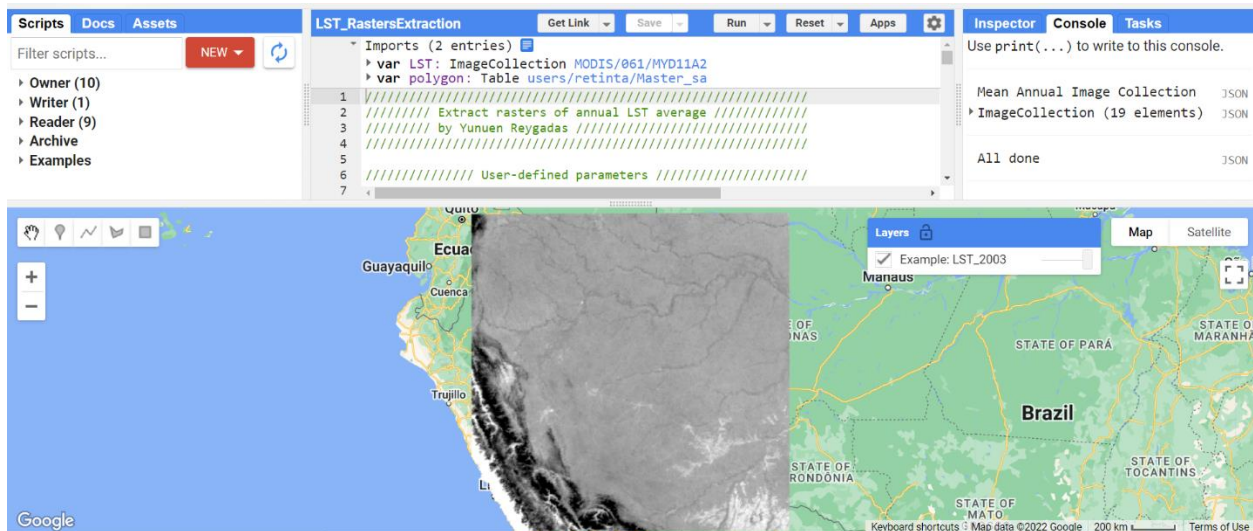 Scripts Docs Assets
Filter scripts...
NEW
Owner (10)
Writer (1)
Reader (9)
Archive
Examples
LST_RastersExtraction
Get Link
Save
Run
Reset
Apps
Imports (2 entries)
var LST: ImageCollection MODIS/061/MYD11A2
var polygon: Table users/retinta/Master_sa
1 /////////////////////////////////////////////////////////////
2 ///////// Extract rasters of annual LST average /////////////
3 ///////// by Yunuen Reygadas ////////////////////////////////
4 /////////////////////////////////////////////////////////////
5
6 /////////////// User-defined parameters /////////////////////
7
Inspector Console Tasks
Use print(...) to write to this console.
Mean Annual Image Collection JSON
ImageCollection (19 elements) JSON
All done JSON
Quito
Ecua
Guayaquil
Cuenca
Trujillo
Layers
Example: LST_2003
Map Satellite
Manaus
STATE OF PARÁ
STATE O
MARANHÃ
Brazil
STATE OF
RONDÔNIA
STATE OF
TOCANTINS
STATE OF
MATO
Google
Keyboard shortcuts
Map data ©2022 Google
200 km
Terms of Use